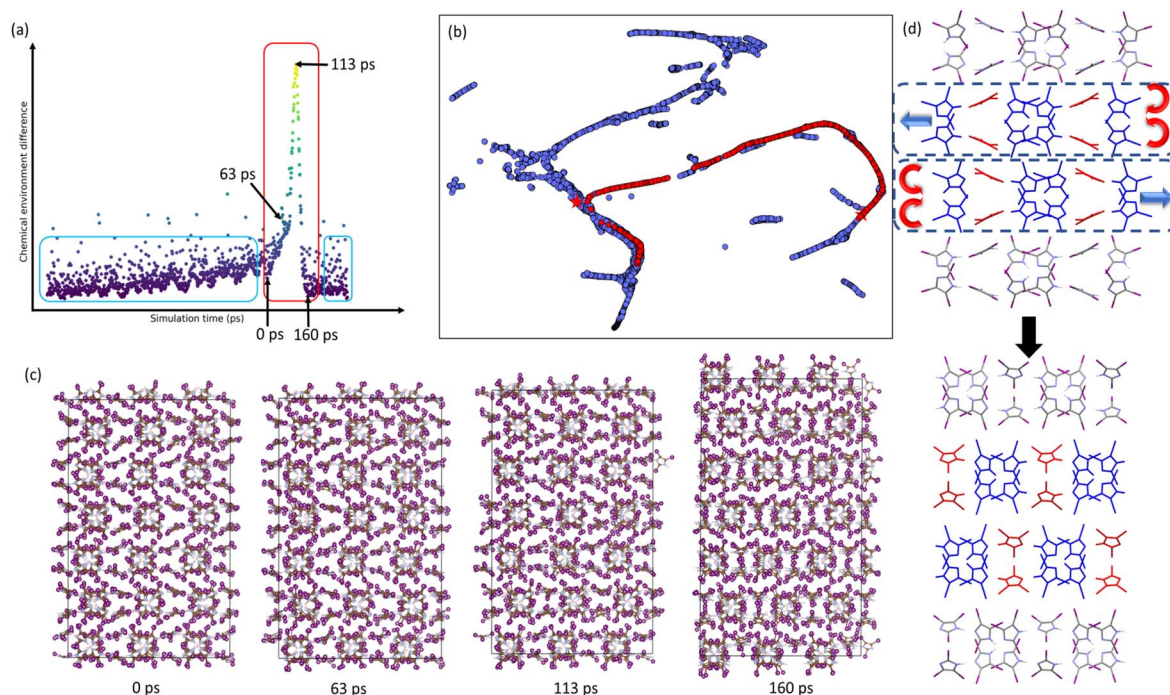 (a)
Chemical environment difference
113 ps
63 ps
0 ps
160 ps
Simulation time (ps)
(b)
(d)
(c)
0 ps
63 ps
113 ps
160 ps